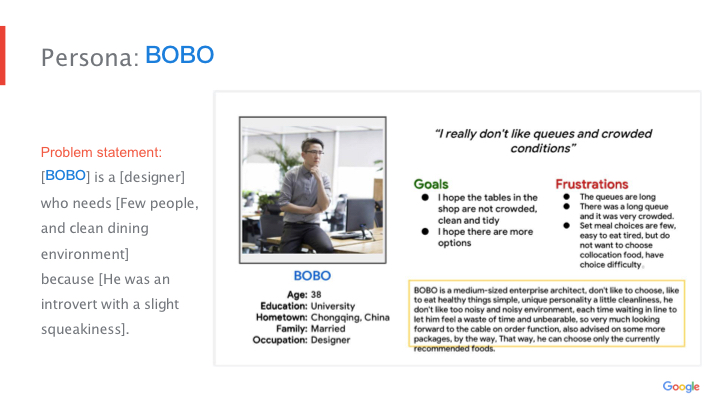 Persona: BOBO
Problem statement:
[BOBO] is a [designer]
who needs [Few people,
and clean dining
environment]
because [He was an
introvert with a slight
squeakiness].
BOBO
Age: 38
Education: University
Hometown: Chongqing, China
Family: Married
Occupation: Designer
“I really don’t like queues and crowded
conditions”
Goals
● I hope the tables in the
shop are not crowded,
clean and tidy
● I hope there are more
options
Frustrations
● The queues are long
● There was a long queue
and it was very crowded.
● Set meal choices are few,
easy to eat tired, but do
not want to choose
collocation food, have
choice difficulty.
BOBO is a medium-sized enterprise architect, don't like to choose, like
to eat healthy things simple, unique personality a little cleanliness, he
don't like too noisy and noisy environment, each time waiting in line to
let him feel a waste of time and unbearable, so very much looking
forward to the cable on order function, also advised on some more
packages, by the way, That way, he can choose only the currently
recommended foods.
Google